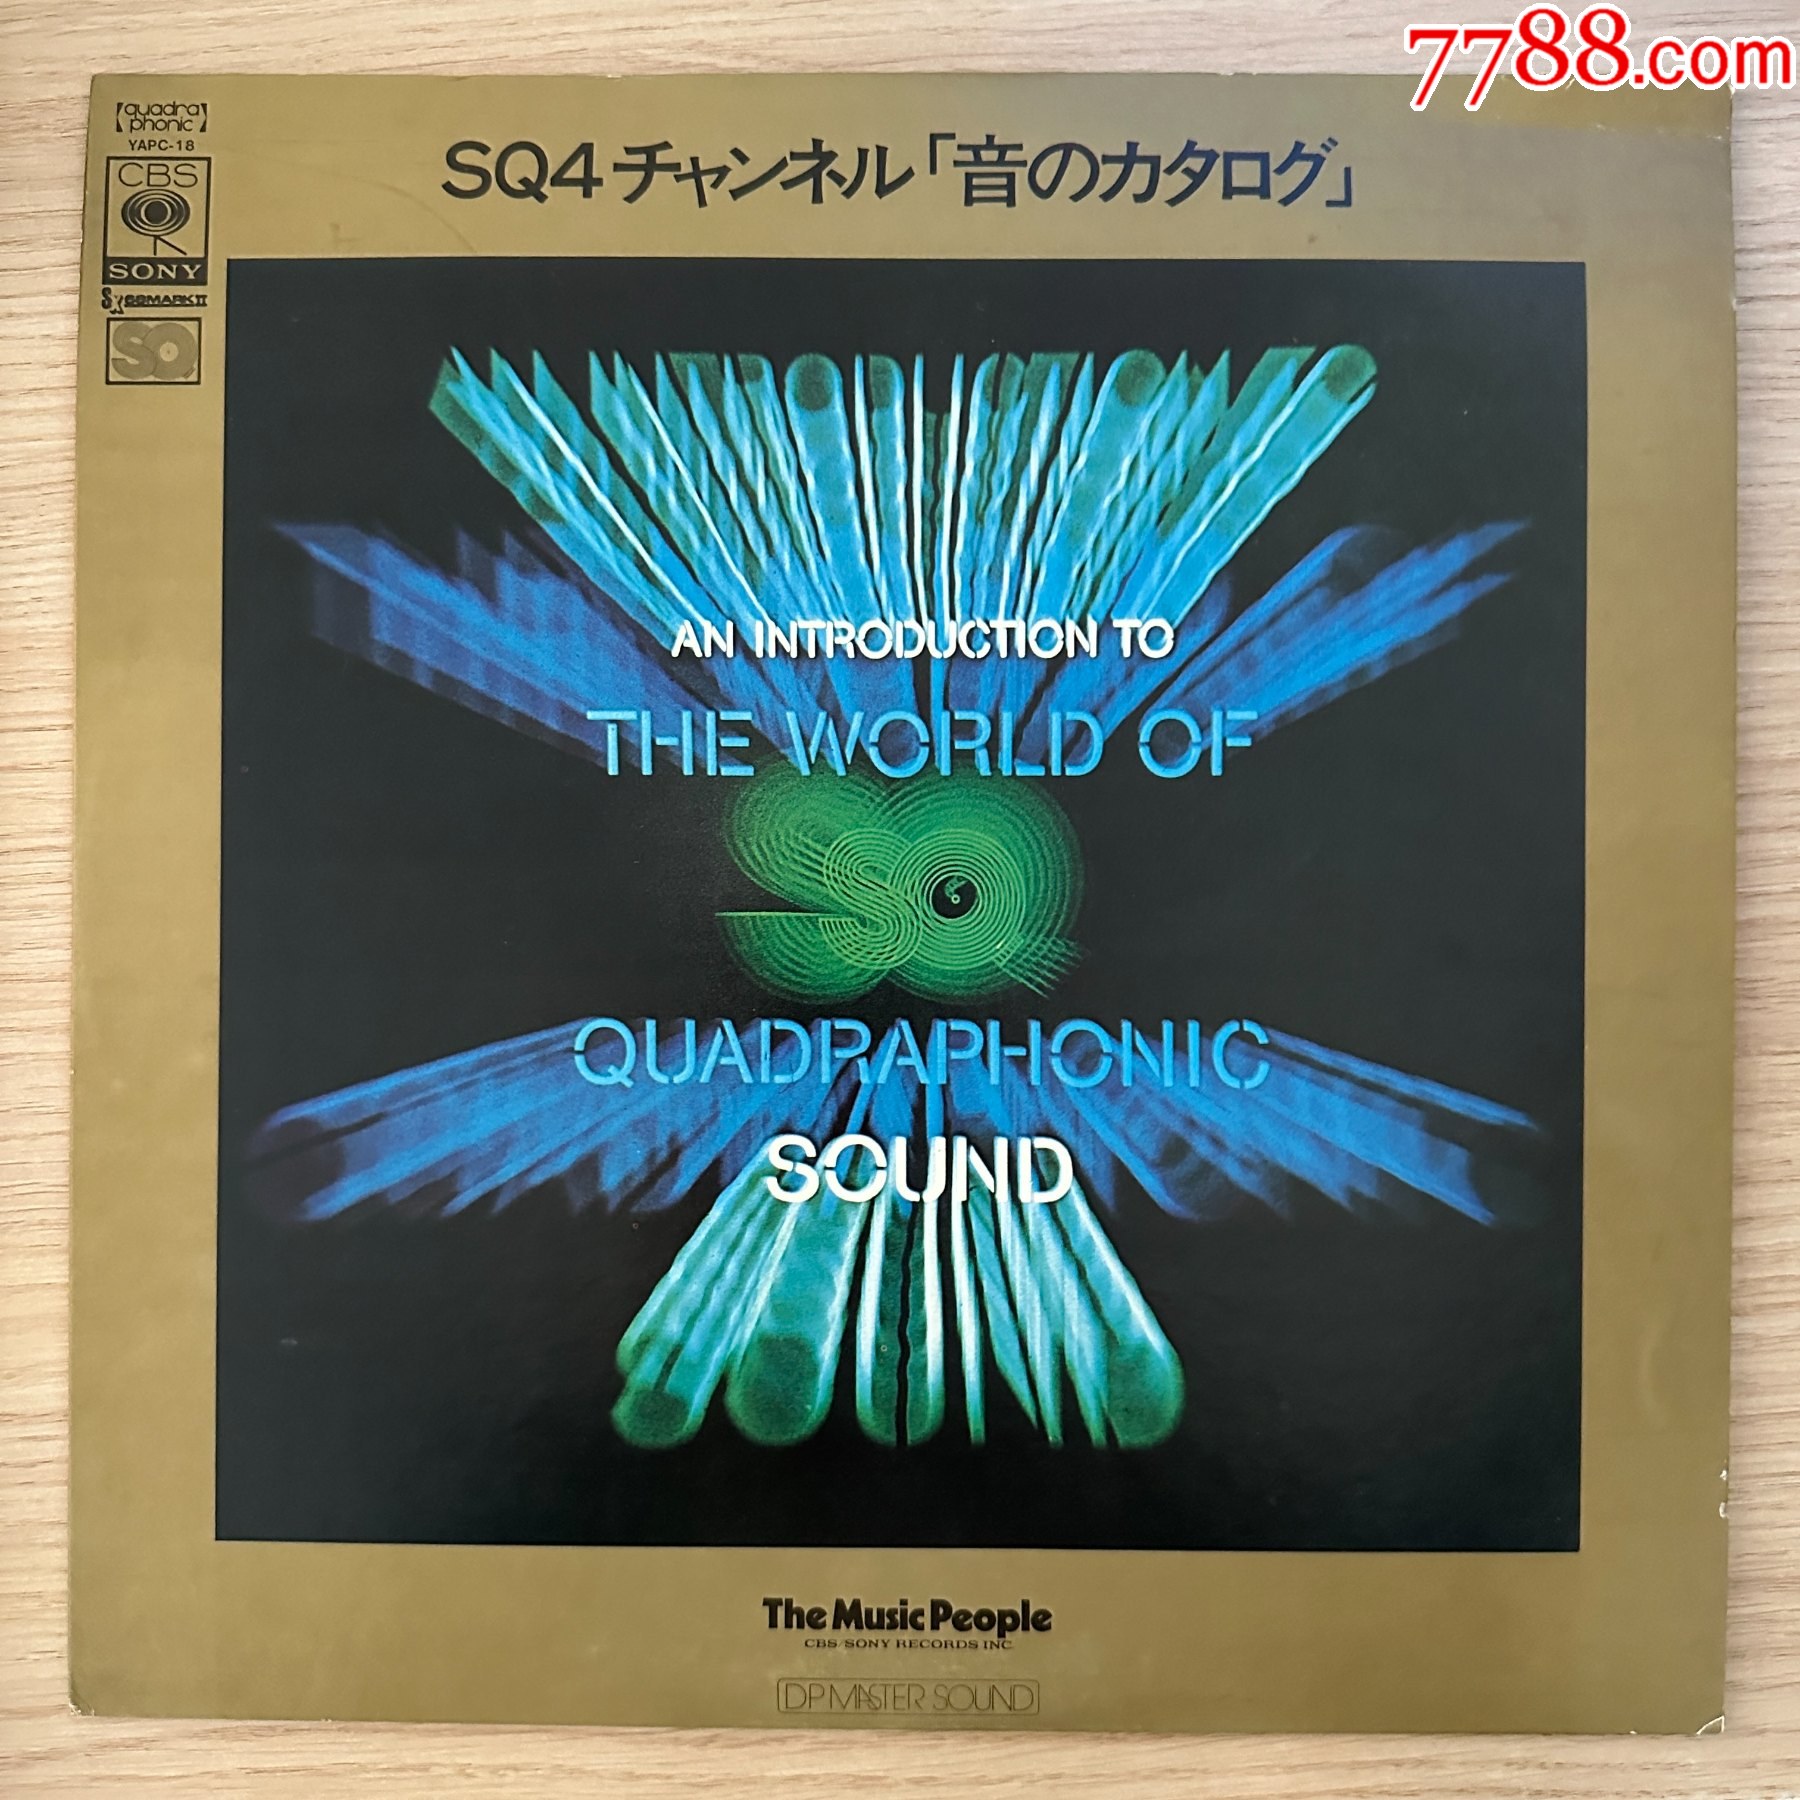 7788.com
quadra
phonic
YAPC-18
CBS
SONY
SX68MARKII
SQ
SQ4チャンネル「音のカタログ」
AN INTRODUCTION TO
THE WORLD OF
SQ
QUADRAPHONIC
SOUND
The Music People
CBS/SONY RECORDS INC.
DP MASTER SOUND